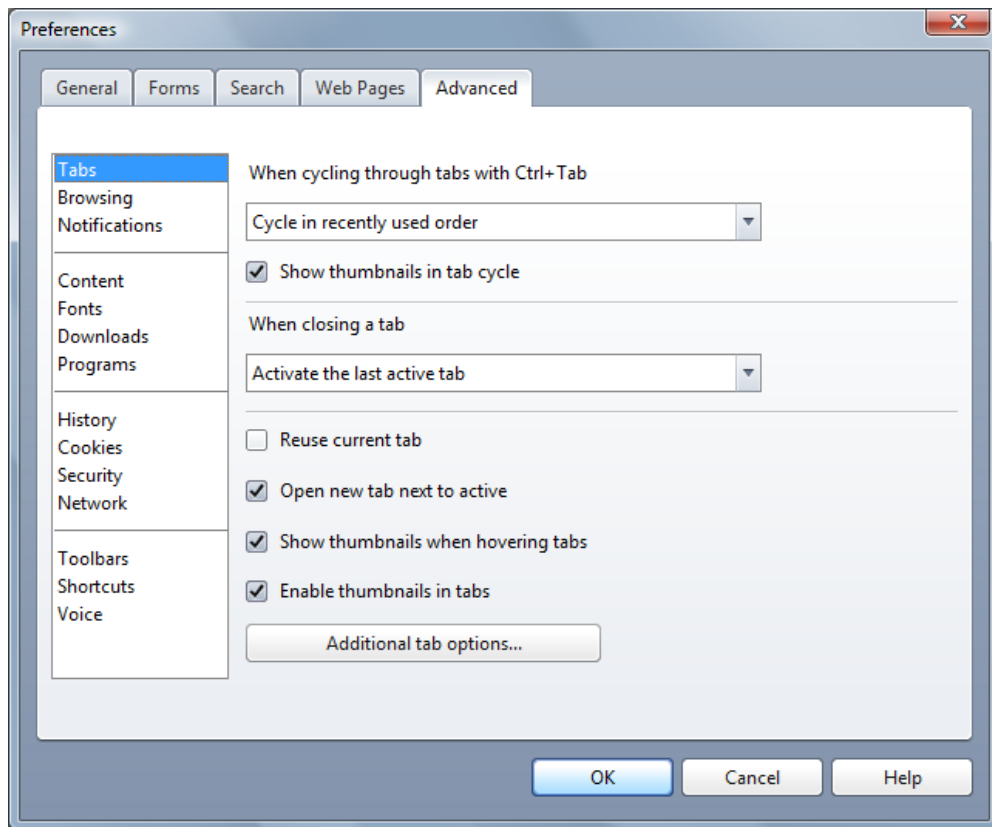 Preferences
General Forms Search Web Pages Advanced
Tabs
Browsing
Notifications
Content
Fonts
Downloads
Programs
History
Cookies
Security
Network
Toolbars
Shortcuts
Voice
When cycling through tabs with Ctrl+Tab
Cycle in recently used order
Show thumbnails in tab cycle
When closing a tab
Activate the last active tab
Reuse current tab
Open new tab next to active
Show thumbnails when hovering tabs
Enable thumbnails in tabs
Additional tab options...
OK Cancel Help